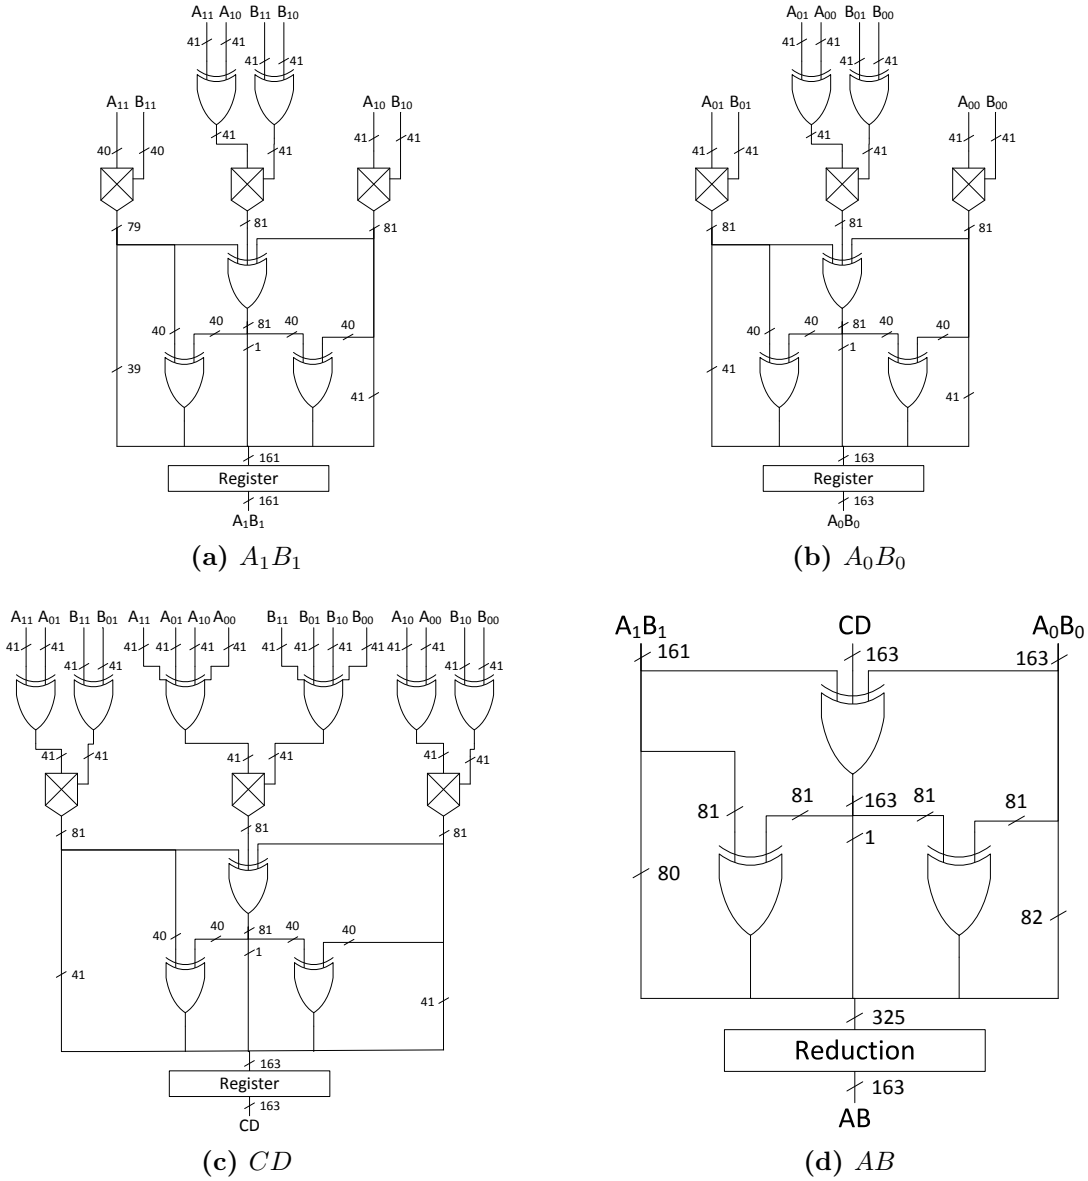 A11 A10 B11 B10
41 41 41 41
A11 B11 A10 B10
41 41
40 40 41 41
79 81 81
40 40 81 40 40
1
39 41
161
Register
161
A1B1
(a) A1B1
A01 A00 B01 B00
41 41 41 41
A01 B01 A00 B00
41 41
41 41 41 41
81 81 81
40 40 81 40 40
1
41 41
163
Register
163
A0B0
(b) A0B0
A11 A01 B11 B01 A11 A01 A10 A00 B11 B01 B10 B00 A10 A00 B10 B00
41 41 41 41 41 41 41 41 41 41 41 41
41 41 41 41
41 41 41 41 41 41
81 81 81
40 40 81 40 40
1
41 41
163
Register
163
CD
(c) CD
A1B1 CD A0B0
161 163 163
81 81 163 81 81
1
80 82
325
Reduction
163
AB
(d) AB